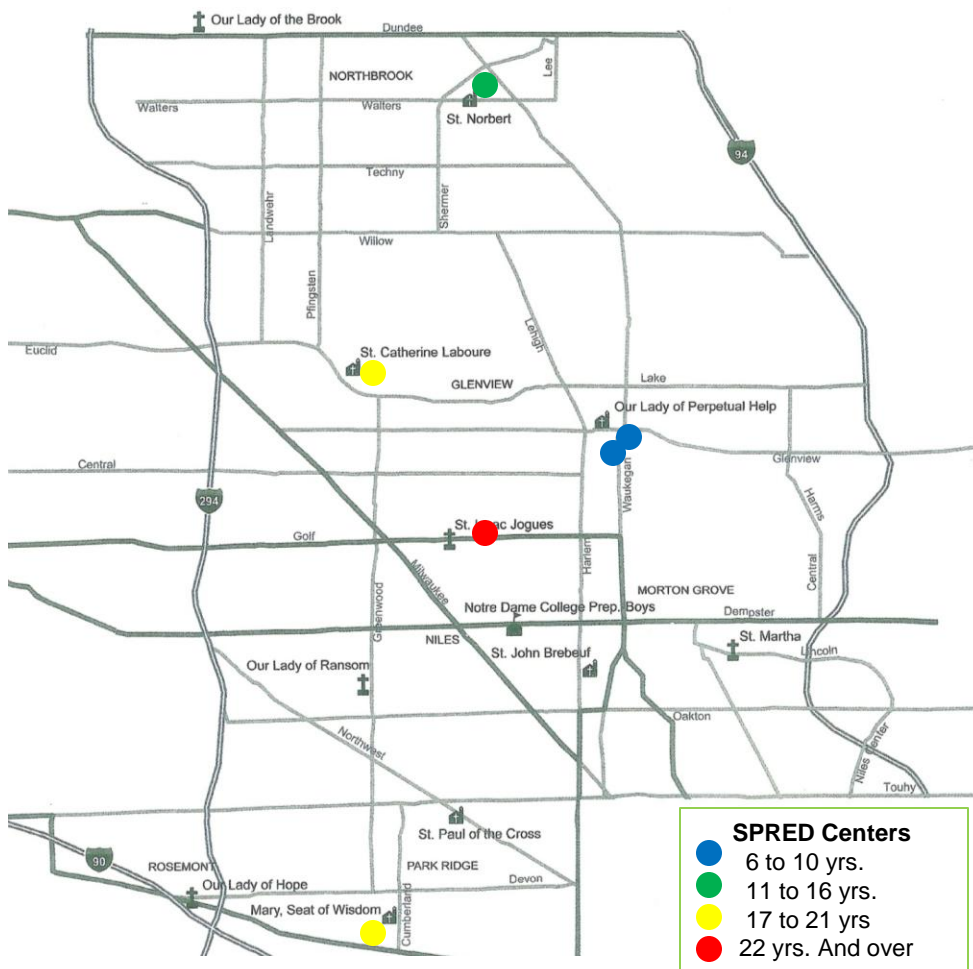 Our Lady of the Brook
Dundee
NORTHBROOK
Lee
Walters
Walters
St. Norbert
94
Techny
Landwehr
Shermer
Willow
Pfingsten
Lehigh
Euclid
St. Catherine Laboure
GLENVIEW
Lake
Our Lady of Perpetual Help
Central
Glenview
Waukegan
294
Harms
Golf
St. Jogues
Harlem
Milwaukee
Central
Greenwood
MORTON GROVE
Notre Dame College Prep. Boys
Dempster
NILES
St. Martha
St. John Brebeuf
Lincoln
Our Lady of Ransom
Oakton
Northwest
Niles Center
Touhy
St. Paul of the Cross
90
ROSEMONT
PARK RIDGE
Devon
Our Lady of Hope
Mary, Seat of Wisdom
Cumberland
SPRED Centers
6 to 10 yrs.
11 to 16 yrs.
17 to 21 yrs
22 yrs. And over